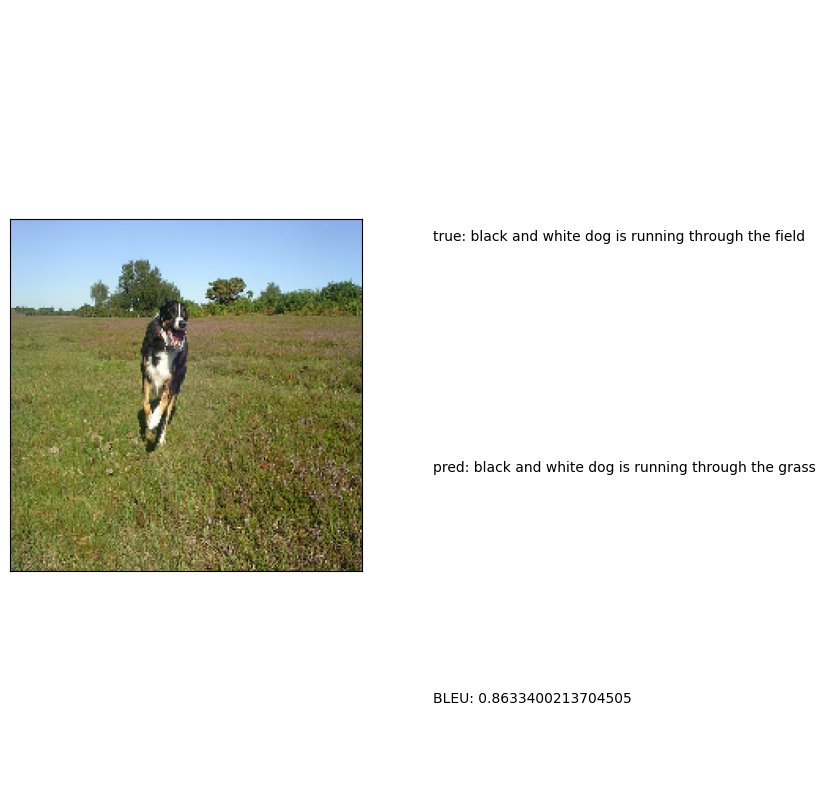 true: black and white dog is running through the field
pred: black and white dog is running through the grass
BLEU: 0.8633400213704505